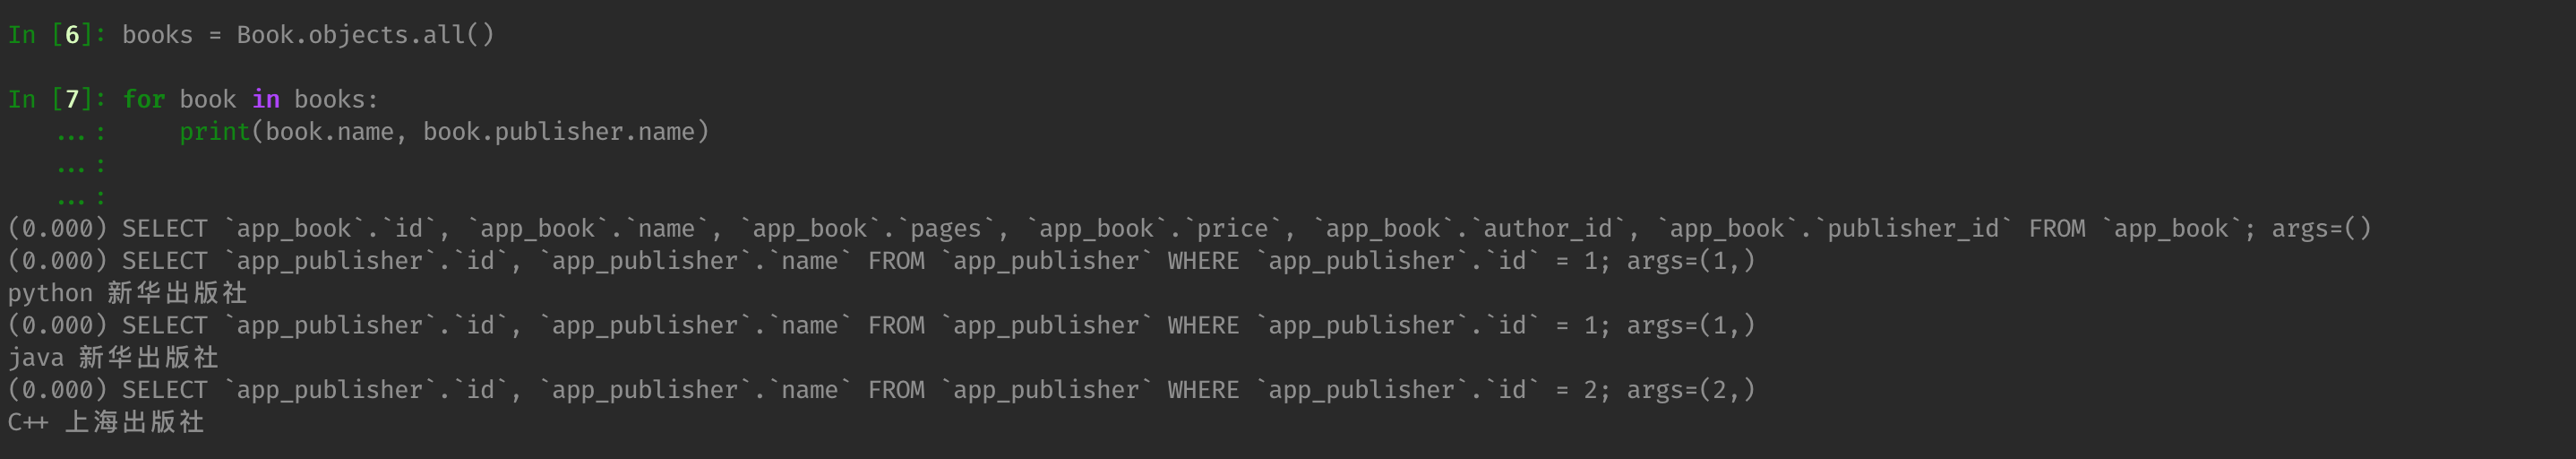 In [6]: books = Book.objects.all()
In [7]: for book in books:
   ...:     print(book.name, book.publisher.name)
   ...:
   ...:
(0.000) SELECT `app_book`.`id`, `app_book`.`name`, `app_book`.`pages`, `app_book`.`price`, `app_book`.`author_id`, `app_book`.`publisher_id` FROM `app_book`; args=()
(0.000) SELECT `app_publisher`.`id`, `app_publisher`.`name` FROM `app_publisher` WHERE `app_publisher`.`id` = 1; args=(1,)
python 新华出版社
(0.000) SELECT `app_publisher`.`id`, `app_publisher`.`name` FROM `app_publisher` WHERE `app_publisher`.`id` = 1; args=(1,)
java 新华出版社
(0.000) SELECT `app_publisher`.`id`, `app_publisher`.`name` FROM `app_publisher` WHERE `app_publisher`.`id` = 2; args=(2,)
C++ 上海出版社